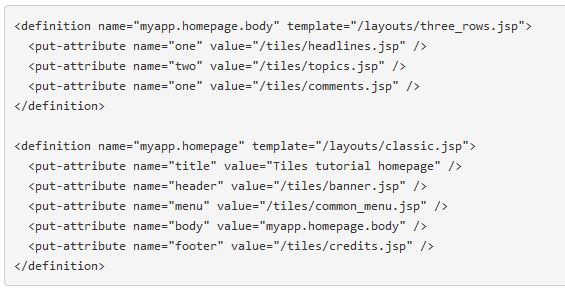 <definition name="myapp.homepage.body" template="/layouts/three_rows.jsp">
  <put-attribute name="one" value="/tiles/headlines.jsp" />
  <put-attribute name="two" value="/tiles/topics.jsp" />
  <put-attribute name="one" value="/tiles/comments.jsp" />
</definition>

<definition name="myapp.homepage" template="/layouts/classic.jsp">
  <put-attribute name="title" value="Tiles tutorial homepage" />
  <put-attribute name="header" value="/tiles/banner.jsp" />
  <put-attribute name="menu" value="/tiles/common_menu.jsp" />
  <put-attribute name="body" value="myapp.homepage.body" />
  <put-attribute name="footer" value="/tiles/credits.jsp" />
</definition>